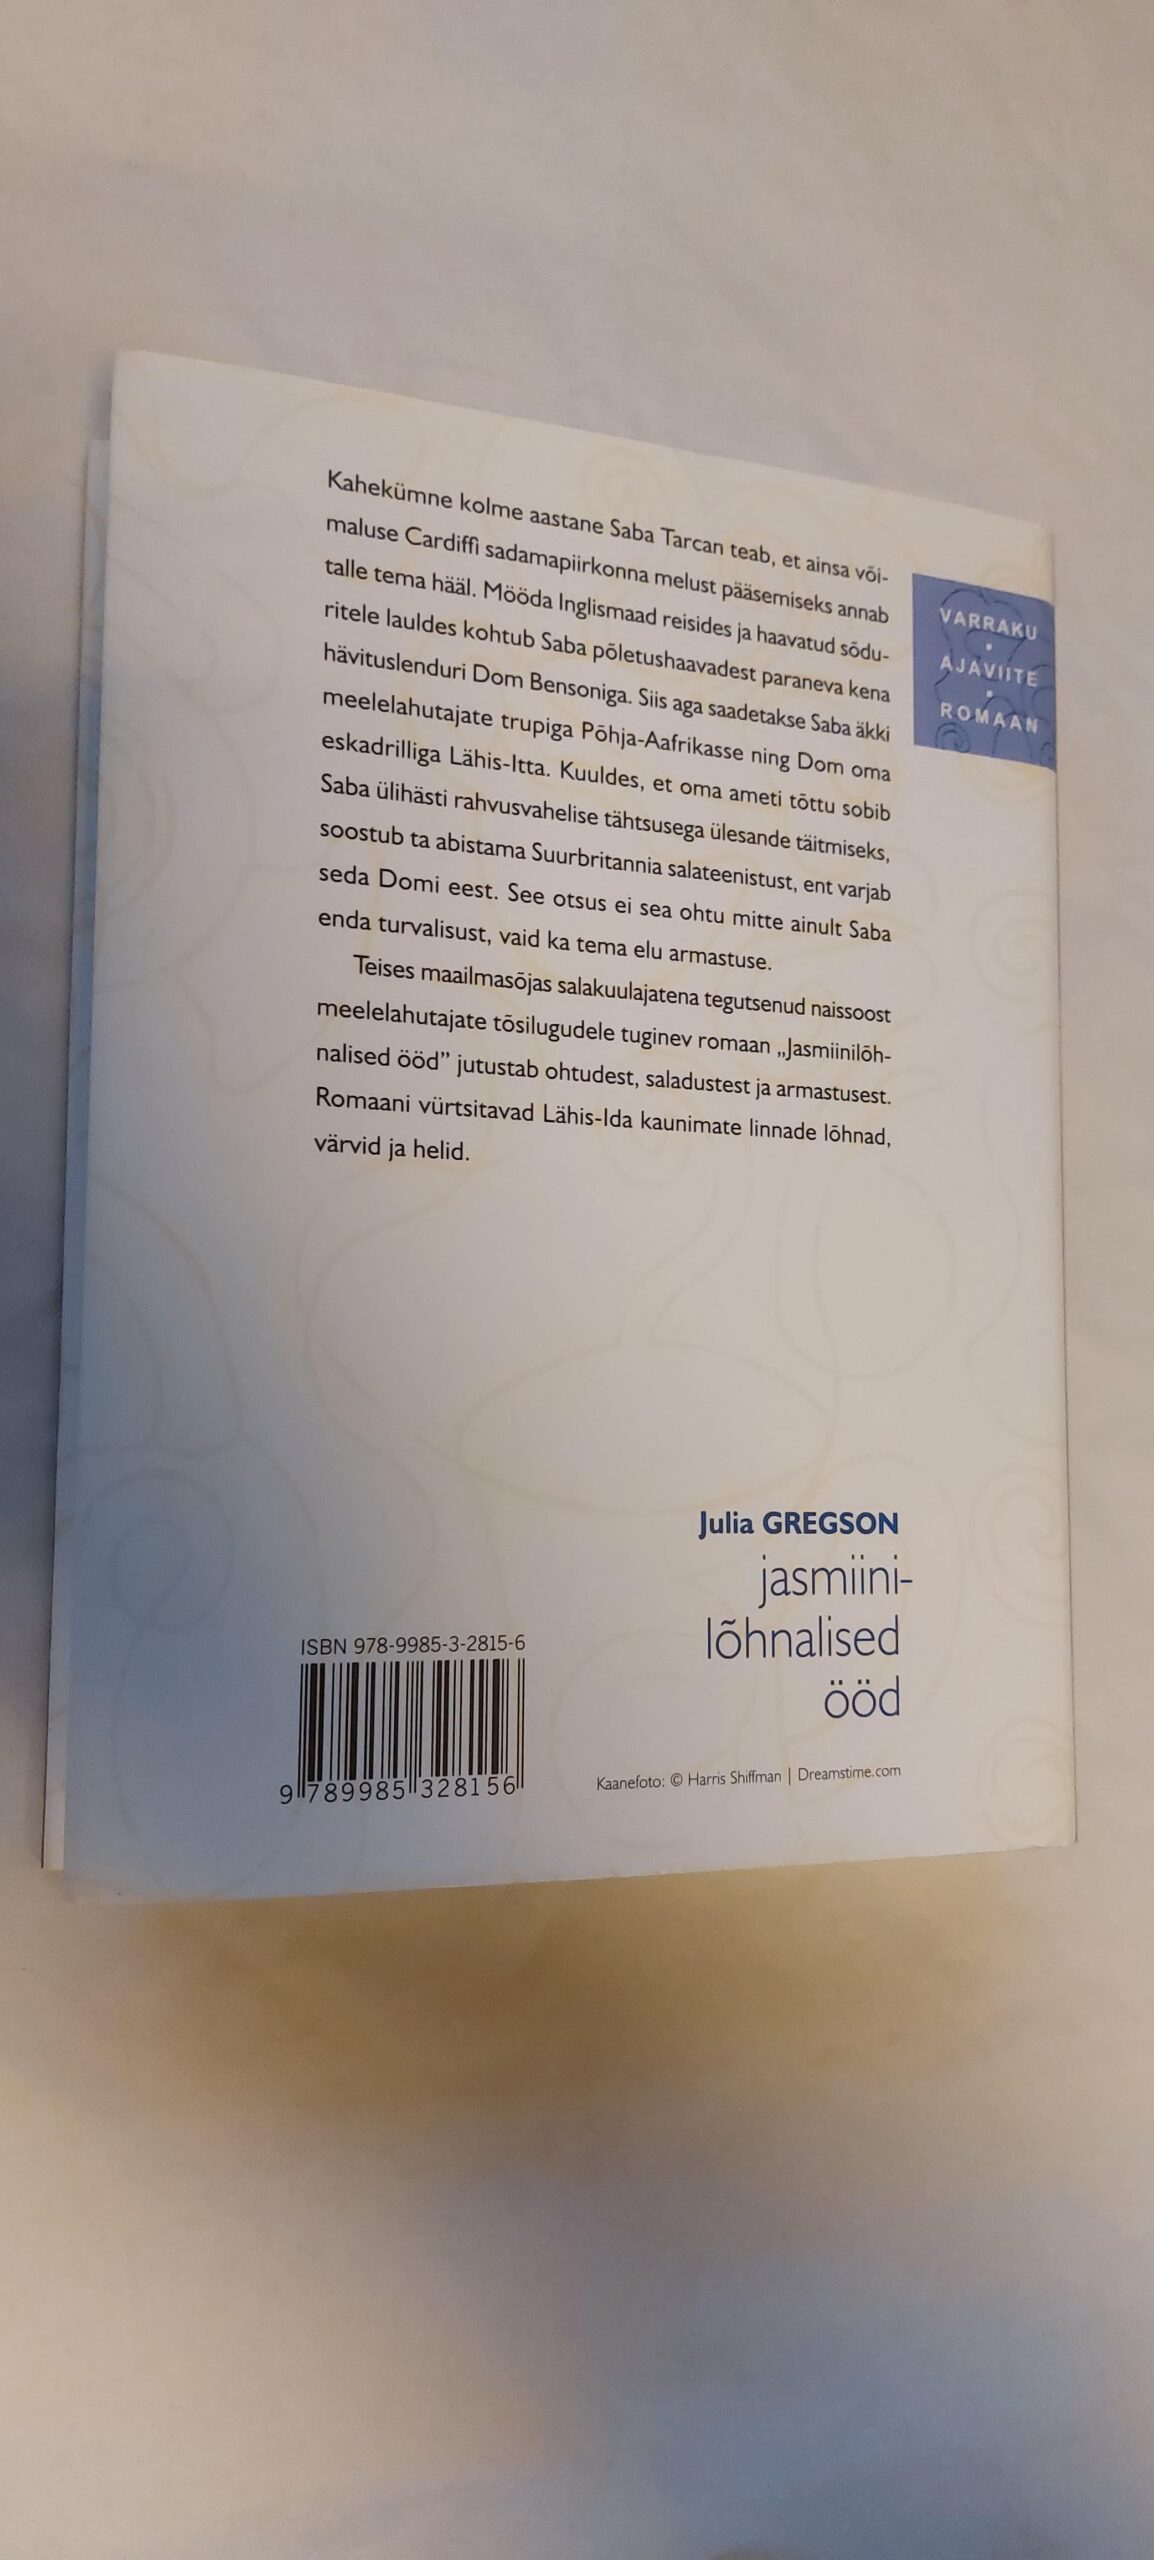 Kahekümne kolme aastane Saba Tarcan teab, et ainsa või-
maluse Cardiffi sadamapiirkonna melust pääsemiseks annab
talle tema hääl. Mööda Inglismaad reisides ja haavatud sõdu-
ritele lauldes kohtub Saba põletushaavadest paraneva kena
hävituslenduri Dom Bensoniga. Siis aga saadetakse Saba äkki
meelelahutajate trupiga Põhja-Aafrikasse ning Dom oma
eskadrilliga Lähis-Itta. Kuuldes, et oma ameti tõttu sobib
Saba ülihästi rahvusvahelise tähtsusega ülesande täitmiseks,
soostub ta abistama Suurbritannia salateenistust, ent varjab
seda Domi eest. See otsus ei sea ohtu mitte ainult Saba
enda turvalisust, vaid ka tema elu armastuse.
Teises maailmasõjas salakuulajatena tegutsenud naissoost
meelelahutajate tõsilugudele tuginev romaan „Jasmiinilõh-
nalised ööd” jutustab ohtudest, saladustest ja armastusest.
Romaani vürtsitavad Lähis-Ida kaunimate linnade lõhnad,
värvid ja helid.
VARRAKU
•
AJAVIITE
•
ROMAAN
Julia GREGSON
jasmiini-
lõhnalised
ööd
ISBN 978-9985-3-2815-6
9 789985 328156
Kaanefoto: © Harris Shiffman | Dreamstime.com